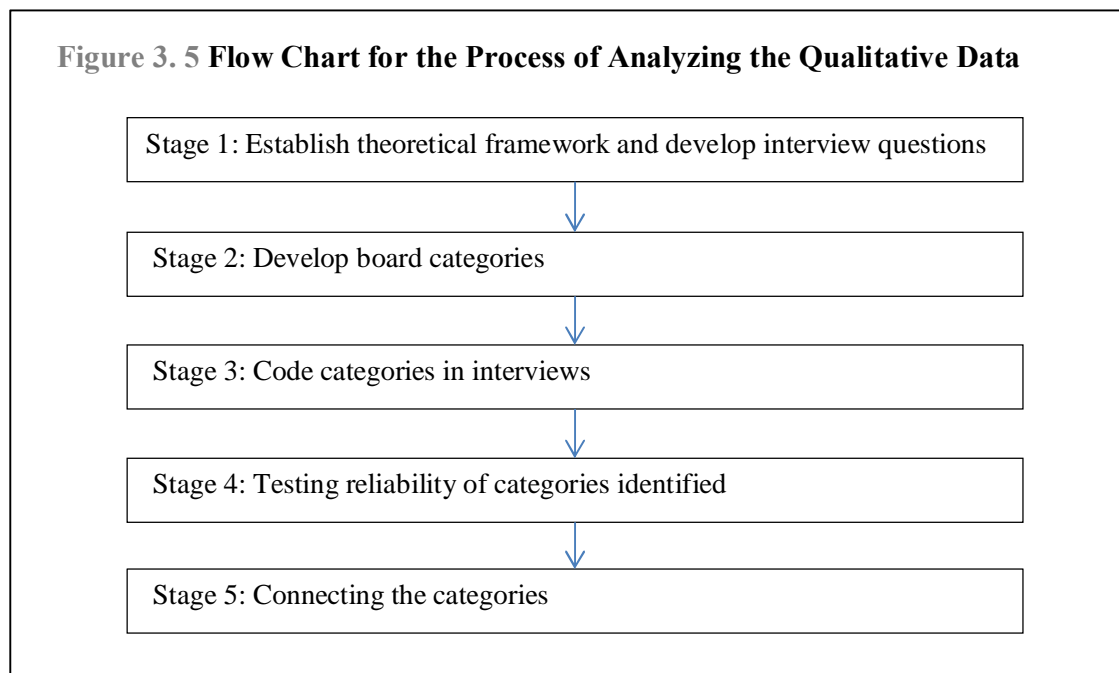 Figure 3. 5 Flow Chart for the Process of Analyzing the Qualitative Data
Stage 1: Establish theoretical framework and develop interview questions
Stage 2: Develop board categories
Stage 3: Code categories in interviews
Stage 4: Testing reliability of categories identified
Stage 5: Connecting the categories